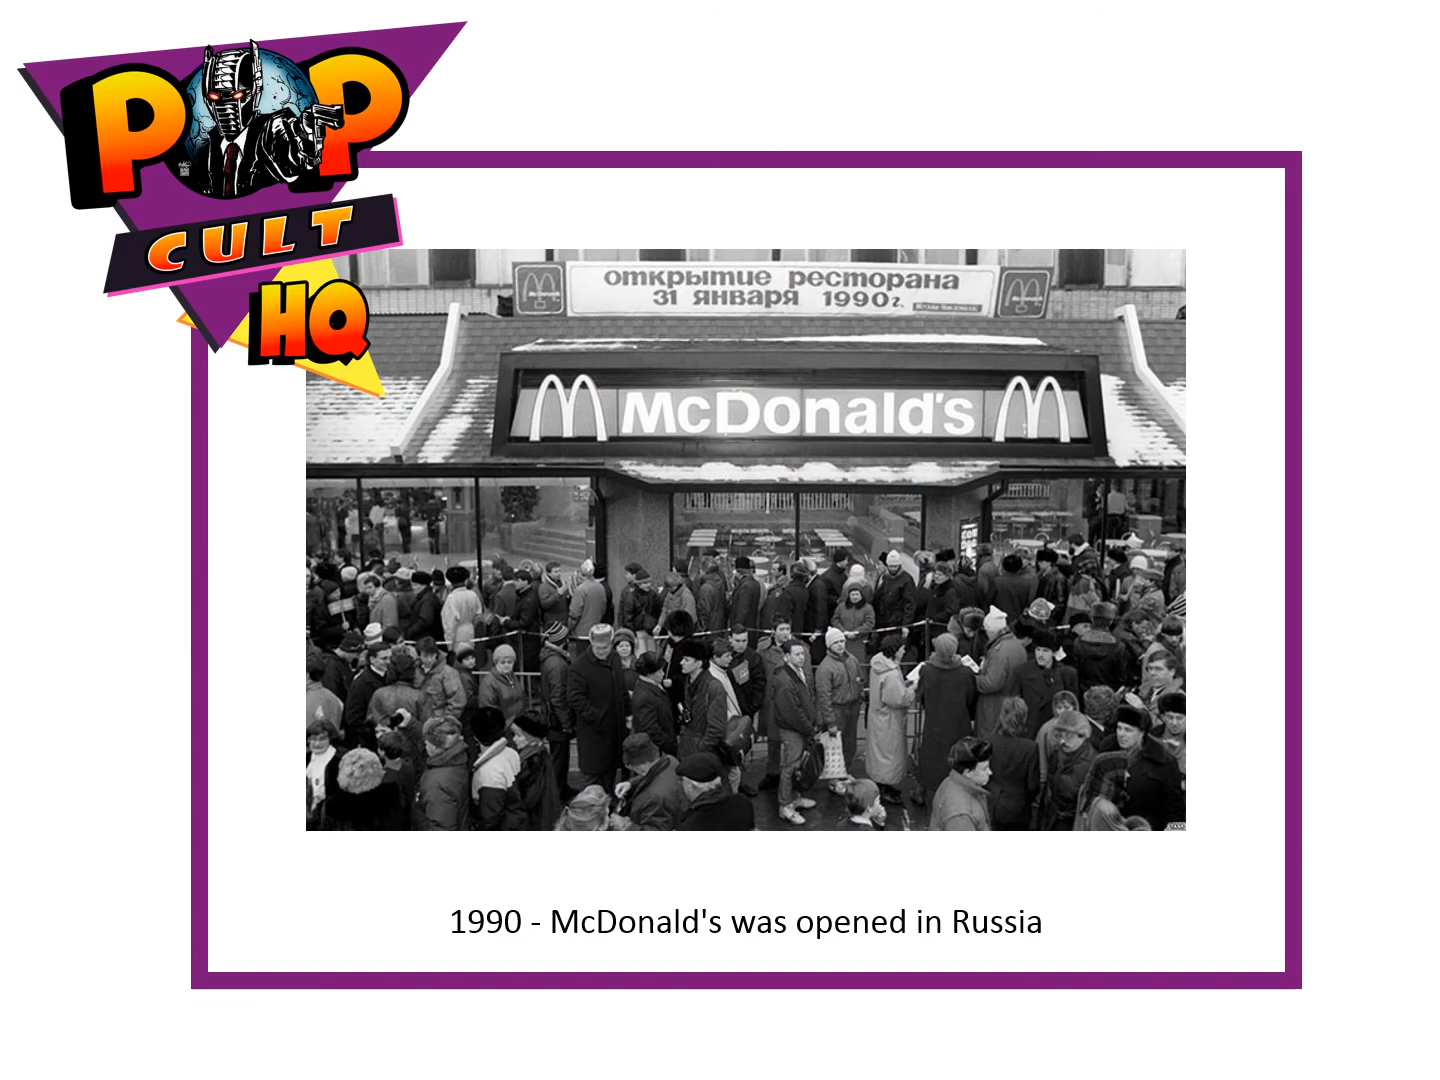 POP
CULT
HQ
открытие ресторана
31 января 1990г.
McDonald's
1990 - McDonald's was opened in Russia